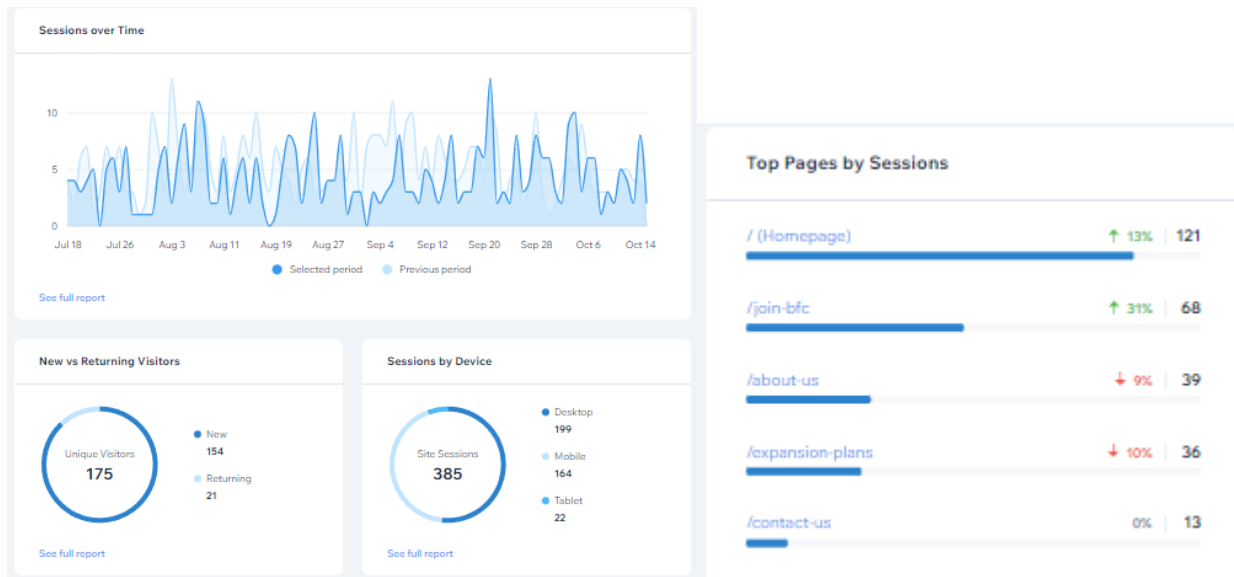 Sessions over Time
10
5
0
Jul 18 Jul 26 Aug 3 Aug 11 Aug 19 Aug 27 Sep 4 Sep 12 Sep 20 Sep 28 Oct 6 Oct 14
Selected period Previous period
See full report
New vs Returning Visitors
Unique Visitors
175
New
154
Returning
21
See full report
Sessions by Device
Site Sessions
385
Desktop
199
Mobile
164
Tablet
22
See full report
Top Pages by Sessions
/ (Homepage) ↑ 13% 121
/join-bfc ↑ 31% 68
/about-us ↓ 9% 39
/expansion-plans ↓ 10% 36
/contact-us 0% 13